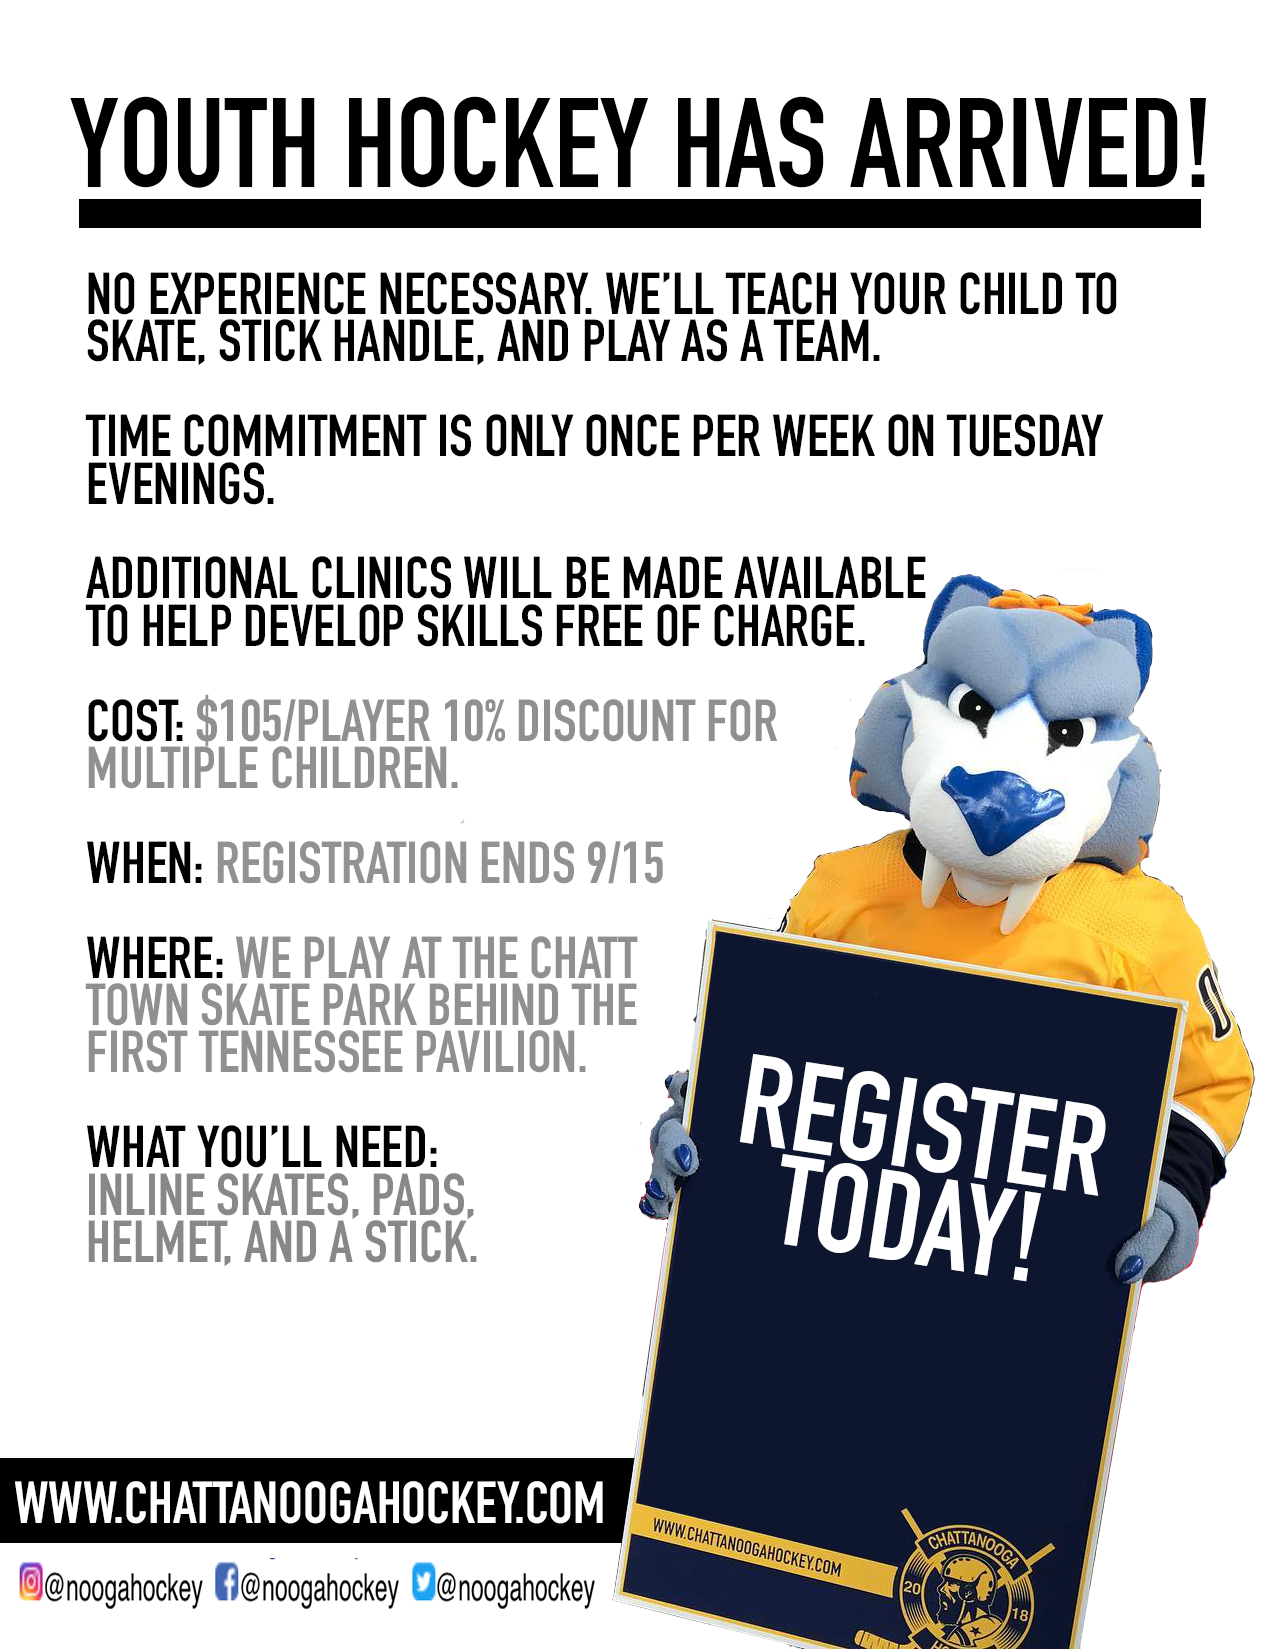 YOUTH HOCKEY HAS ARRIVED!
NO EXPERIENCE NECESSARY. WE'LL TEACH YOUR CHILD TO
SKATE, STICK HANDLE, AND PLAY AS A TEAM.
TIME COMMITMENT IS ONLY ONCE PER WEEK ON TUESDAY
EVENINGS.
ADDITIONAL CLINICS WILL BE MADE AVAILABLE
TO HELP DEVELOP SKILLS FREE OF CHARGE.
COST: $105/PLAYER 10% DISCOUNT FOR
MULTIPLE CHILDREN.
WHEN: REGISTRATION ENDS 9/15
WHERE: WE PLAY AT THE CHATT
TOWN SKATE PARK BEHIND THE
FIRST TENNESSEE PAVILION.
WHAT YOU'LL NEED:
INLINE SKATES, PADS,
HELMET, AND A STICK.
REGISTER
TODAY!
WWW.CHATTANOOGAHOCKEY.COM
@noogahockey @noogahockey @noogahockey
WWW.CHATTANOOGAHOCKEY.COM
CHATTANOOGA
20 18